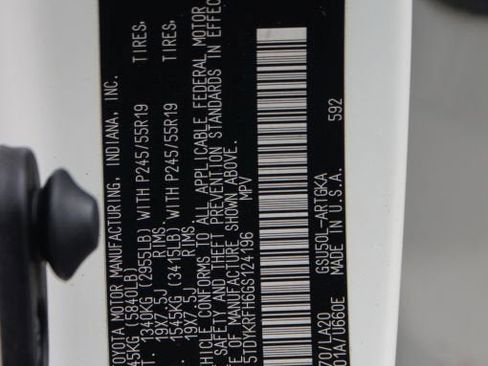 TOYOTA MOTOR MANUFACTURING, INDIANA, INC.
45KG (5840LB)
T. 1340KG (2955LB) WITH P245/55R19 TIRES,
19X7.5J RIMS.
1545KG (3415LB) WITH P245/55R19 TIRES,
19X7.5J RIMS.
EHICLE CONFORMS TO ALL APPLICABLE FEDERAL MOTOR
E SAFETY AND THEFT PREVENTION STANDARDS IN EFFEC
E OF MANUFACTURE SHOWN ABOVE.
5TDYKRFH6GS124196 MPV
70/LA20 GSU50L-ARTGKA
01A/U660E MADE IN U.S.A. 592